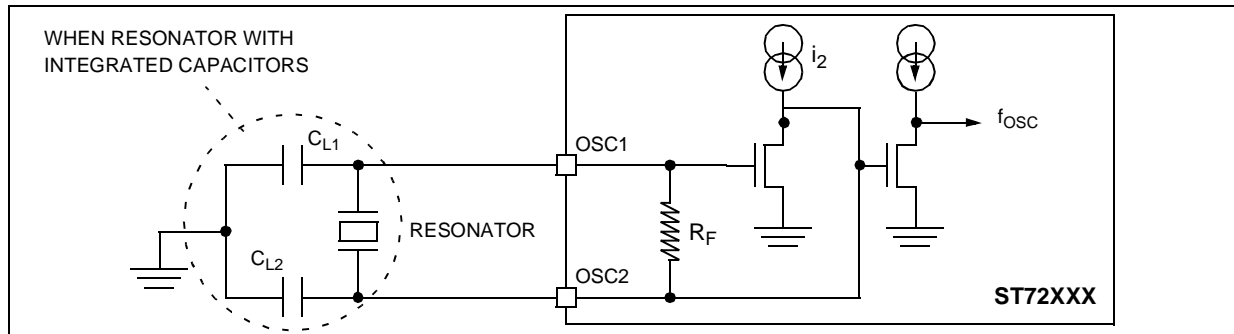 WHEN RESONATOR WITH
INTEGRATED CAPACITORS
i2
fOSC
CL1
OSC1
RESONATOR
RF
CL2
OSC2
ST72XXX